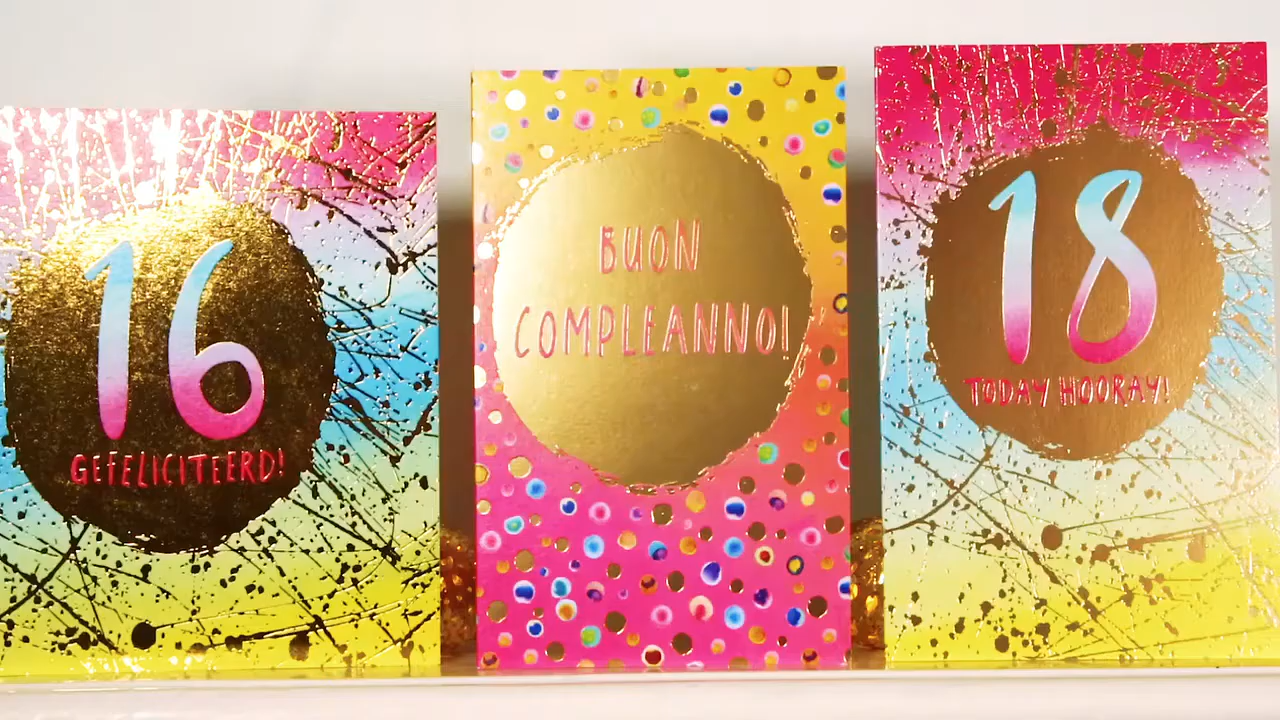 16
GEFELICITEERD!
BUON
COMPLEANNO!
18
TODAY HOORAY!